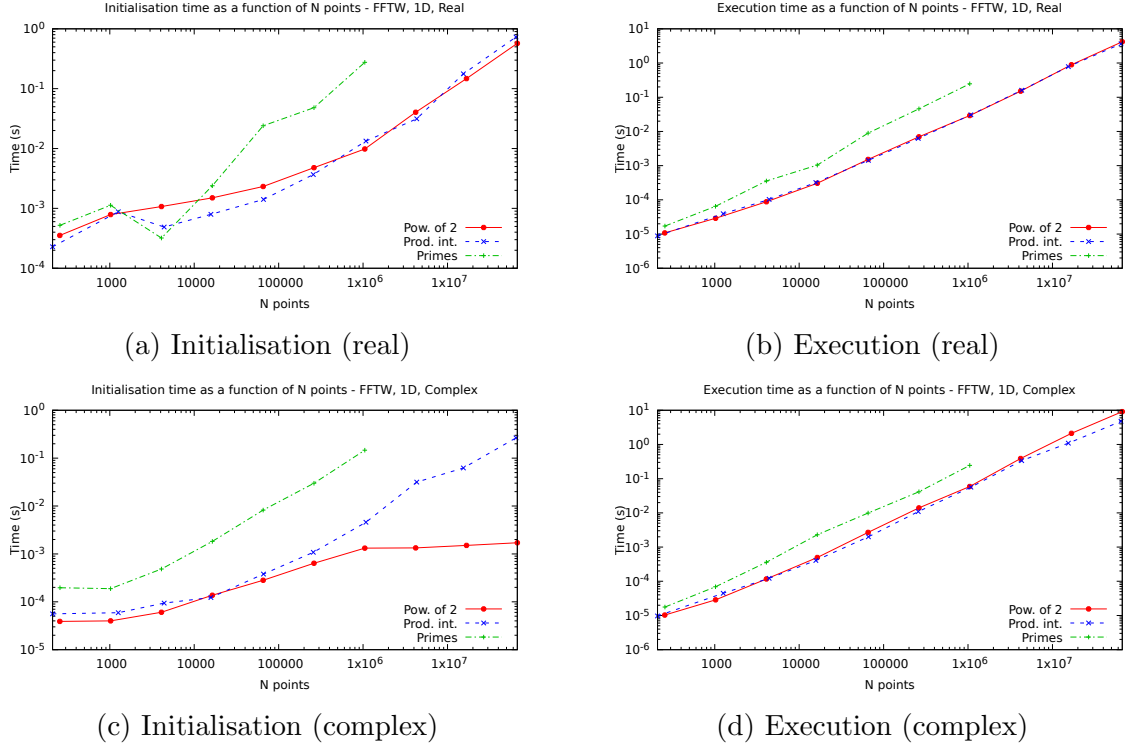 Initialisation time as a function of N points - FFTW, 1D, Real
10^0
10^-1
10^-2
10^-3
10^-4
Time (s)
1000 10000 100000 1x10^6 1x10^7
N points
Pow. of 2
Prod. int.
Primes
(a) Initialisation (real)
Execution time as a function of N points - FFTW, 1D, Real
10^1
10^0
10^-1
10^-2
10^-3
10^-4
10^-5
10^-6
Time (s)
1000 10000 100000 1x10^6 1x10^7
N points
Pow. of 2
Prod. int.
Primes
(b) Execution (real)
Initialisation time as a function of N points - FFTW, 1D, Complex
10^0
10^-1
10^-2
10^-3
10^-4
10^-5
Time (s)
1000 10000 100000 1x10^6 1x10^7
N points
Pow. of 2
Prod. int.
Primes
(c) Initialisation (complex)
Execution time as a function of N points - FFTW, 1D, Complex
10^1
10^0
10^-1
10^-2
10^-3
10^-4
10^-5
10^-6
Time (s)
1000 10000 100000 1x10^6 1x10^7
N points
Pow. of 2
Prod. int.
Primes
(d) Execution (complex)